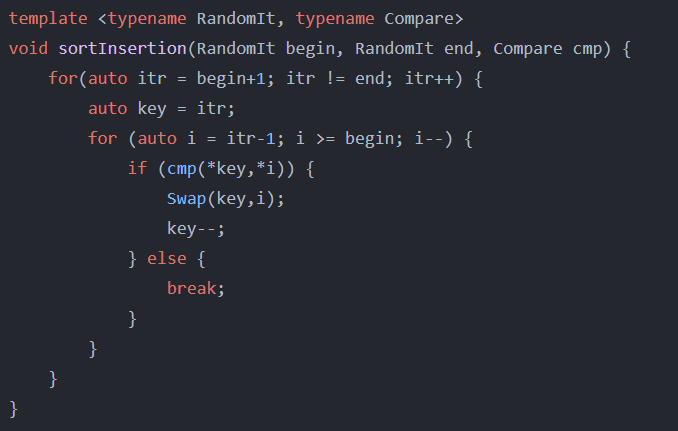 template <typename RandomIt, typename Compare>
void sortInsertion(RandomIt begin, RandomIt end, Compare cmp) {
    for(auto itr = begin+1; itr != end; itr++) {
        auto key = itr;
        for (auto i = itr-1; i >= begin; i--) {
            if (cmp(*key,*i)) {
                Swap(key,i);
                key--;
            } else {
                break;
            }
        }
    }
}